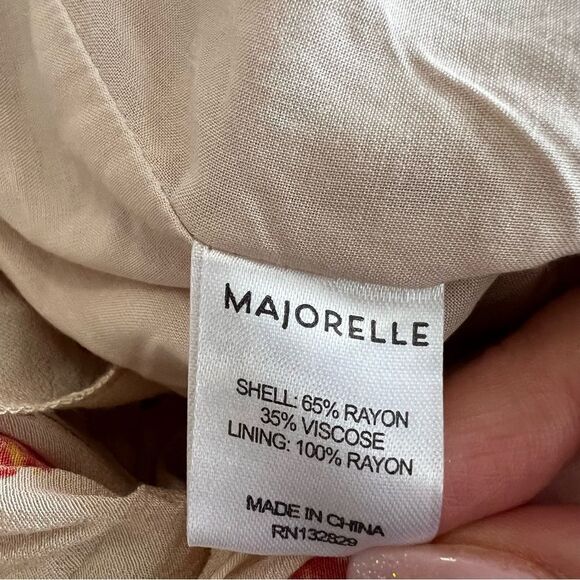 MAJORELLE
SHELL: 65% RAYON
35% VISCOSE
LINING: 100% RAYON
MADE IN CHINA
RN132829